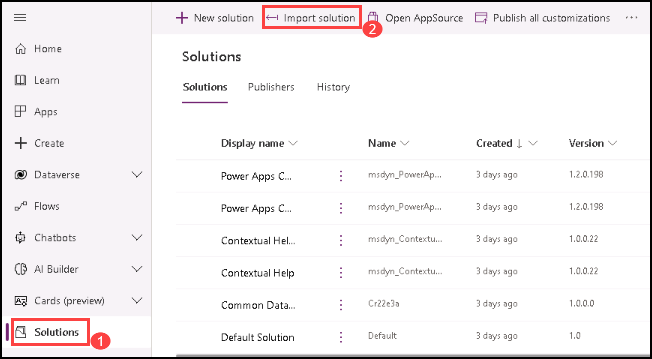 + New solution ← Import solution Open AppSource Publish all customizations ...
2
Home
Learn
Apps
Create
Dataverse
Flows
Chatbots
AI Builder
Cards (preview)
Solutions
1
Solutions
Solutions Publishers History
Display name Name Created ↓ Version
Power Apps C... msdyn_PowerAp... 3 days ago 1.2.0.198
Power Apps C... msdyn_PowerAp... 3 days ago 1.2.0.198
Contextual Hel... msdyn_Contextu... 3 days ago 1.0.0.22
Contextual Help msdyn_Contextu... 3 days ago 1.0.0.22
Common Data... Cr22e3a 3 days ago 1.0.0.0
Default Solution Default 3 days ago 1.0